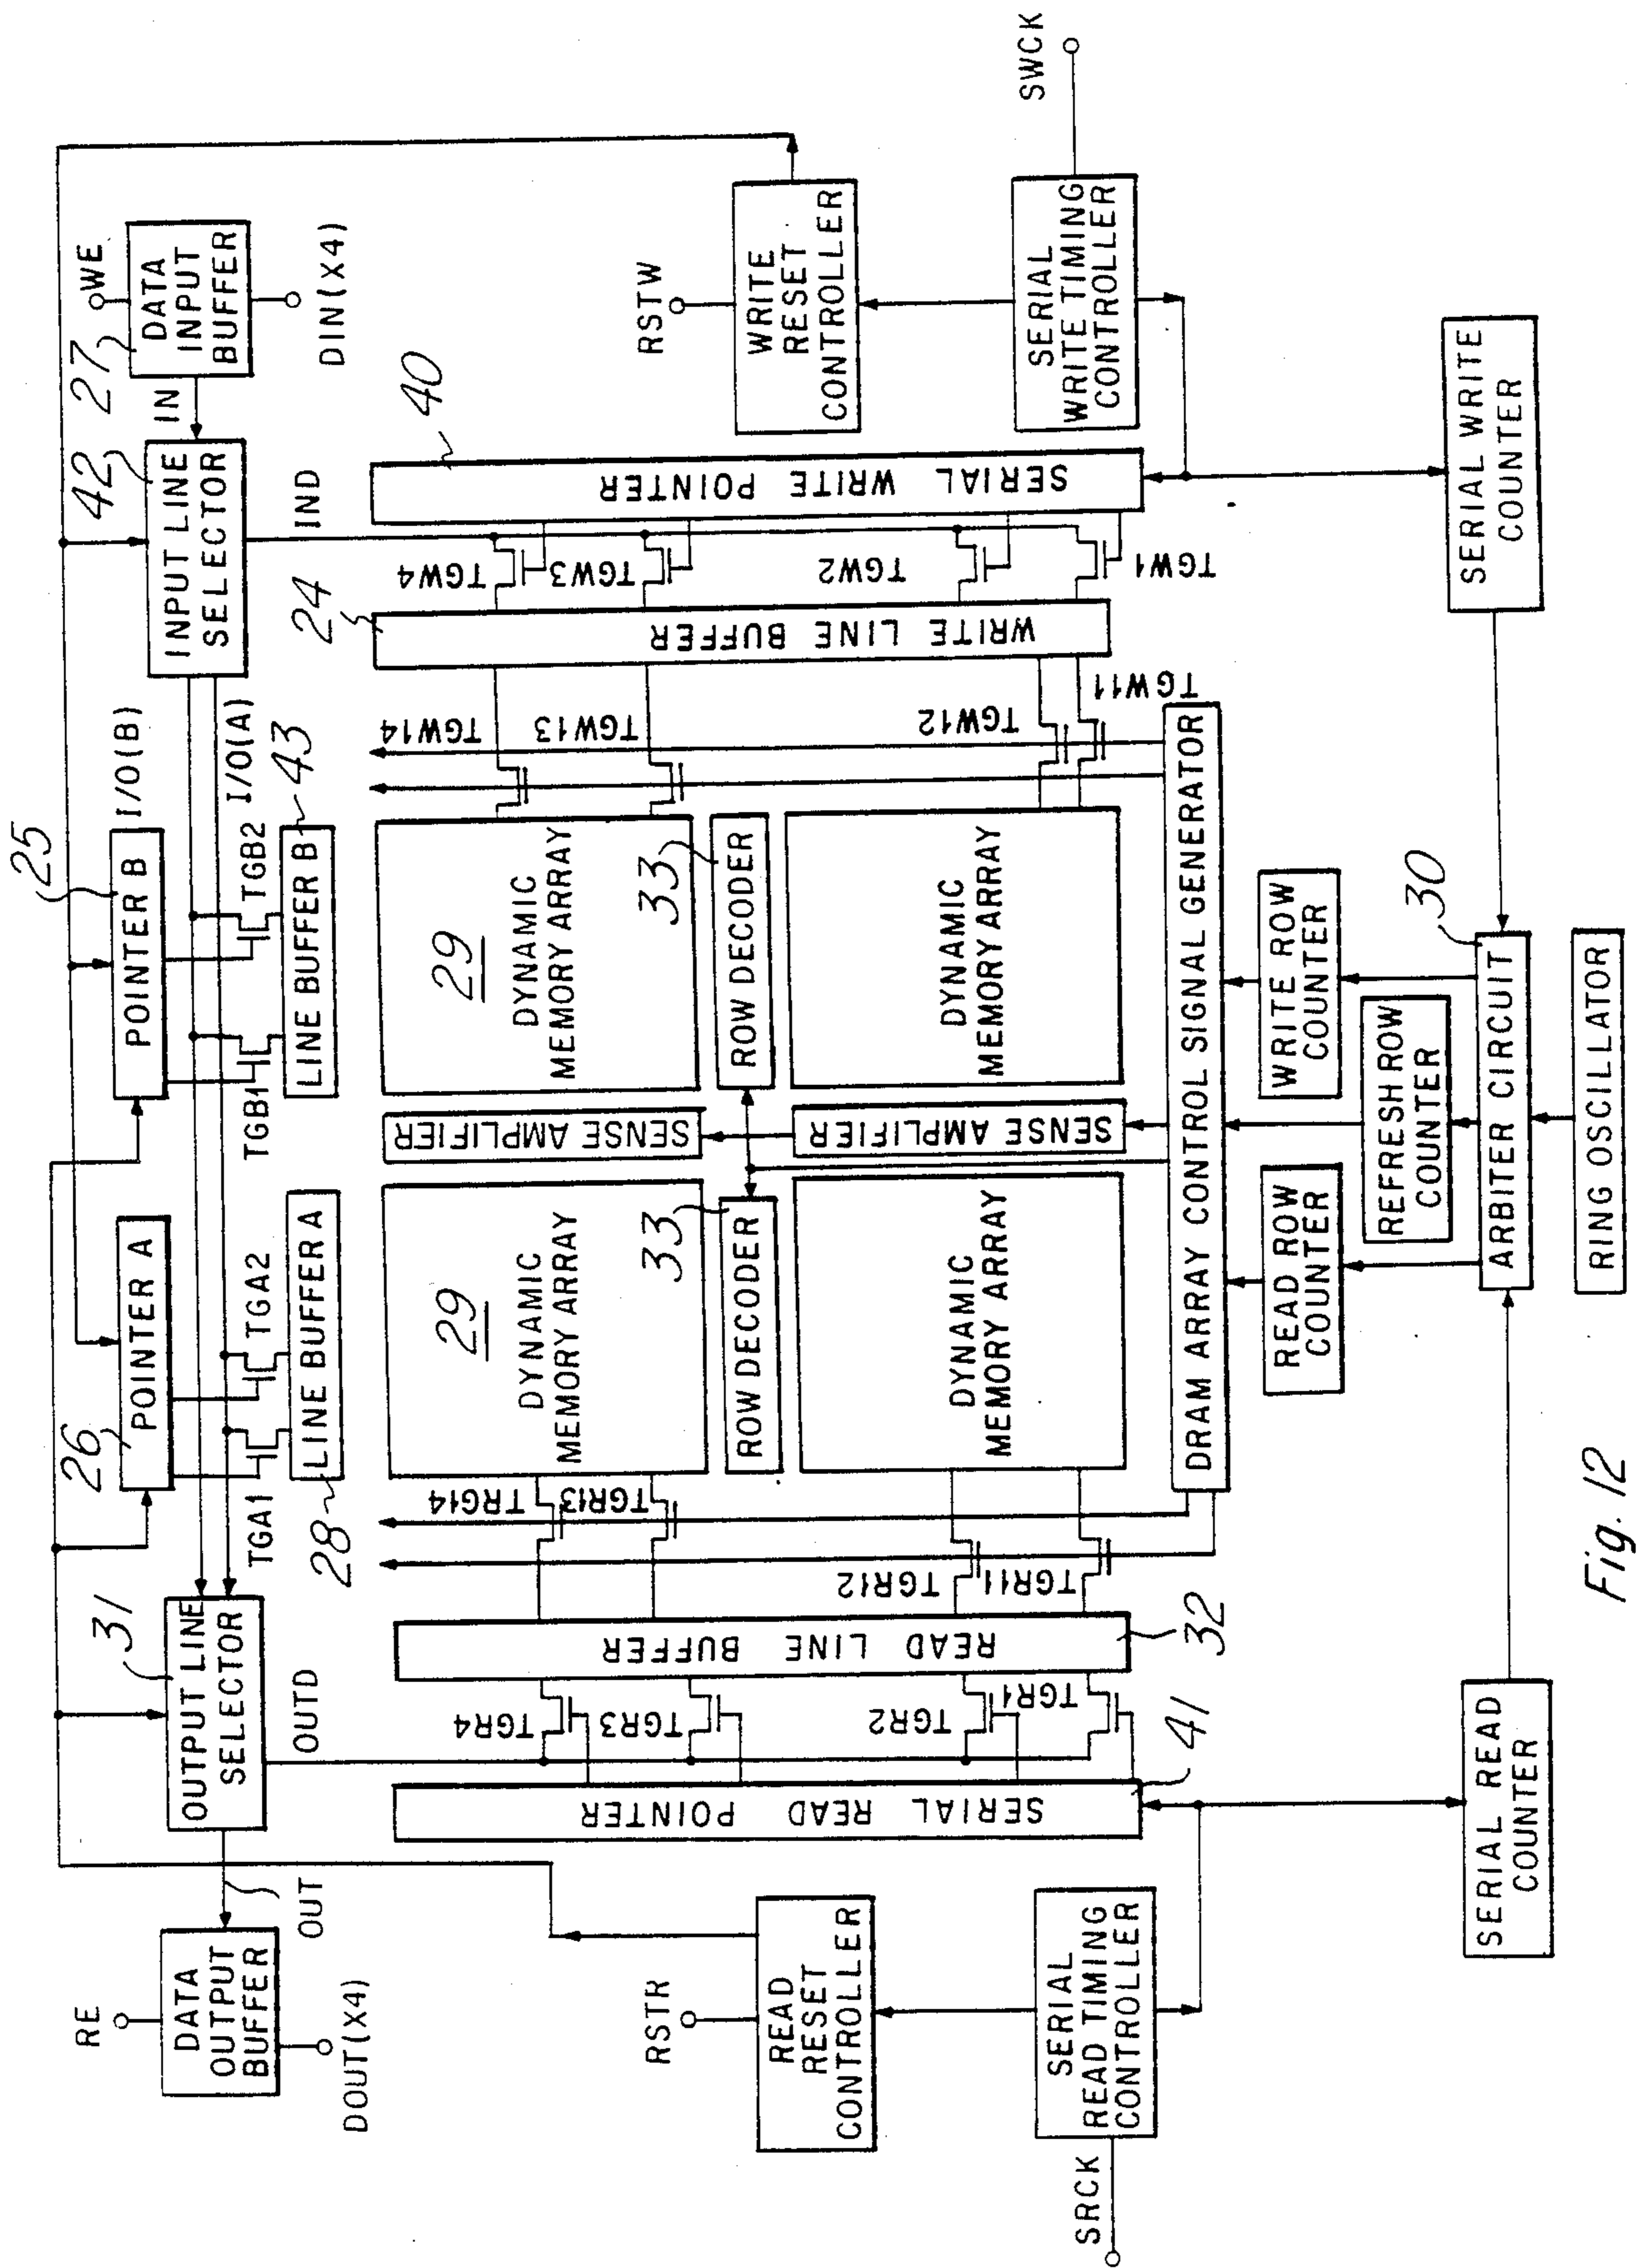 RE
DATA
OUTPUT
BUFFER
DOUT(X4)
OUT
31
OUTPUT LINE
SELECTOR
OUTD
26
POINTER A
TGA1
TGA2
28
LINE BUFFER A
25
POINTER B
I/O(B)
I/O(A)
TGB1
TGB2
LINE BUFFER B
43
42
INPUT LINE
SELECTOR
IN
IND
27
WE
DATA
INPUT
BUFFER
DIN(X4)
RSTR
READ
RESET
CONTROLLER
SRCK
SERIAL
READ TIMING
CONTROLLER
SERIAL READ POINTER
41
TGR4
TGR3
TGR2
TGR1
READ LINE BUFFER
32
TRG14
TGR13
TGR12
TGR11
29
DYNAMIC
MEMORY ARRAY
33
ROW DECODER
DYNAMIC
MEMORY ARRAY
SENSE AMPLIFIER
SENSE AMPLIFIER
29
DYNAMIC
MEMORY ARRAY
33
ROW DECODER
DYNAMIC
MEMORY ARRAY
TGW14
TGW13
TGW12
TGW11
24
WRITE LINE BUFFER
TGW4
TGW3
TGW2
TGW1
40
SERIAL WRITE POINTER
RSTW
WRITE
RESET
CONTROLLER
SERIAL
WRITE TIMING
CONTROLLER
SWCK
DRAM ARRAY CONTROL SIGNAL GENERATOR
READ ROW
COUNTER
REFRESH ROW
COUNTER
WRITE ROW
COUNTER
30
ARBITER CIRCUIT
RING OSCILLATOR
SERIAL READ
COUNTER
SERIAL WRITE
COUNTER
Fig. 12